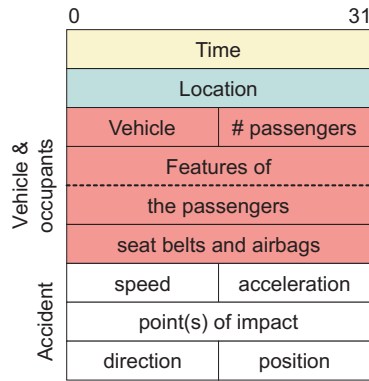 0 31
Time
Location
Vehicle # passengers
Features of
the passengers
seat belts and airbags
speed acceleration
point(s) of impact
direction position
Vehicle &
occupants
Accident